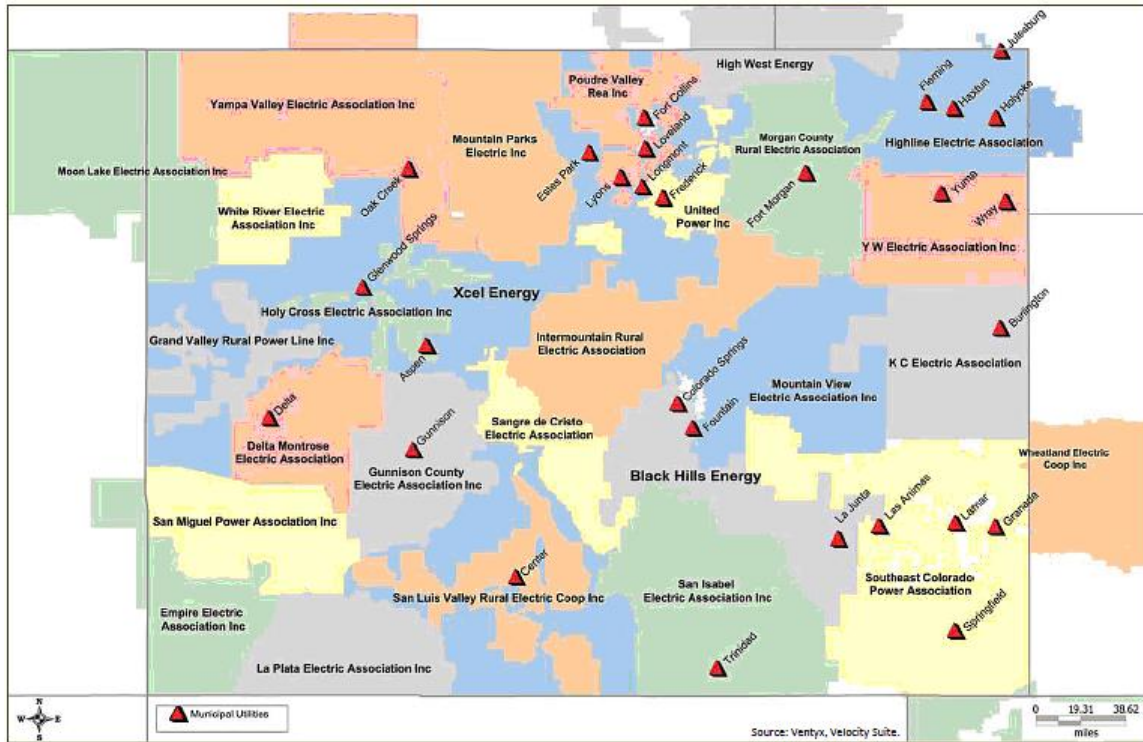 Julesburg
High West Energy
Poudre Valley
Rea Inc
Fleming
Haxtun
Holyoke
Yampa Valley Electric Association Inc
Fort Collins
Mountain Parks
Electric Inc
Loveland
Morgan County
Rural Electric Association
Highline Electric Association
Moon Lake Electric Association Inc
Oak Creek
Estes Park
Lyons
Longmont
Frederick
Fort Morgan
Yuma
Wray
White River Electric
Association Inc
United
Power Inc
Y W Electric Association Inc
Glenwood Springs
Xcel Energy
Holy Cross Electric Association Inc
Burlington
Grand Valley Rural Power Line Inc
Intermountain Rural
Electric Association
Aspen
K C Electric Association
Colorado Springs
Mountain View
Electric Association Inc
Delta
Fountain
Gunnison
Sangre de Cristo
Electric Association
Delta Montrose
Electric Association
Wheatland Electric
Coop Inc
Gunnison County
Electric Association Inc
Black Hills Energy
San Miguel Power Association Inc
La Junta
Las Animas
Lamar
Granada
Center
San Isabel
Electric Association Inc
Southeast Colorado
Power Association
San Luis Valley Rural Electric Coop Inc
Empire Electric
Association Inc
Springfield
La Plata Electric Association Inc
Trinidad
N
W E
S
Municipal Utilities
0 19.31 38.62
miles
Source: Ventyx, Velocity Suite.